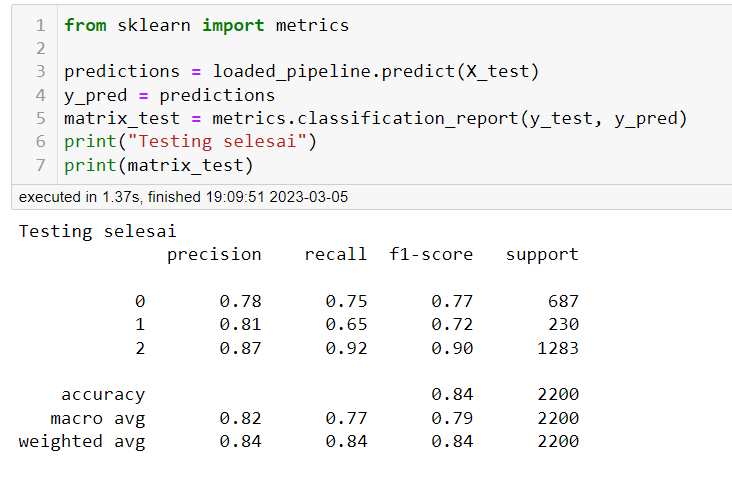 1 from sklearn import metrics
2
3 predictions = loaded_pipeline.predict(X_test)
4 y_pred = predictions
5 matrix_test = metrics.classification_report(y_test, y_pred)
6 print("Testing selesai")
7 print(matrix_test)
executed in 1.37s, finished 19:09:51 2023-03-05
Testing selesai
precision recall f1-score support
0 0.78 0.75 0.77 687
1 0.81 0.65 0.72 230
2 0.87 0.92 0.90 1283
accuracy 0.84 2200
macro avg 0.82 0.77 0.79 2200
weighted avg 0.84 0.84 0.84 2200